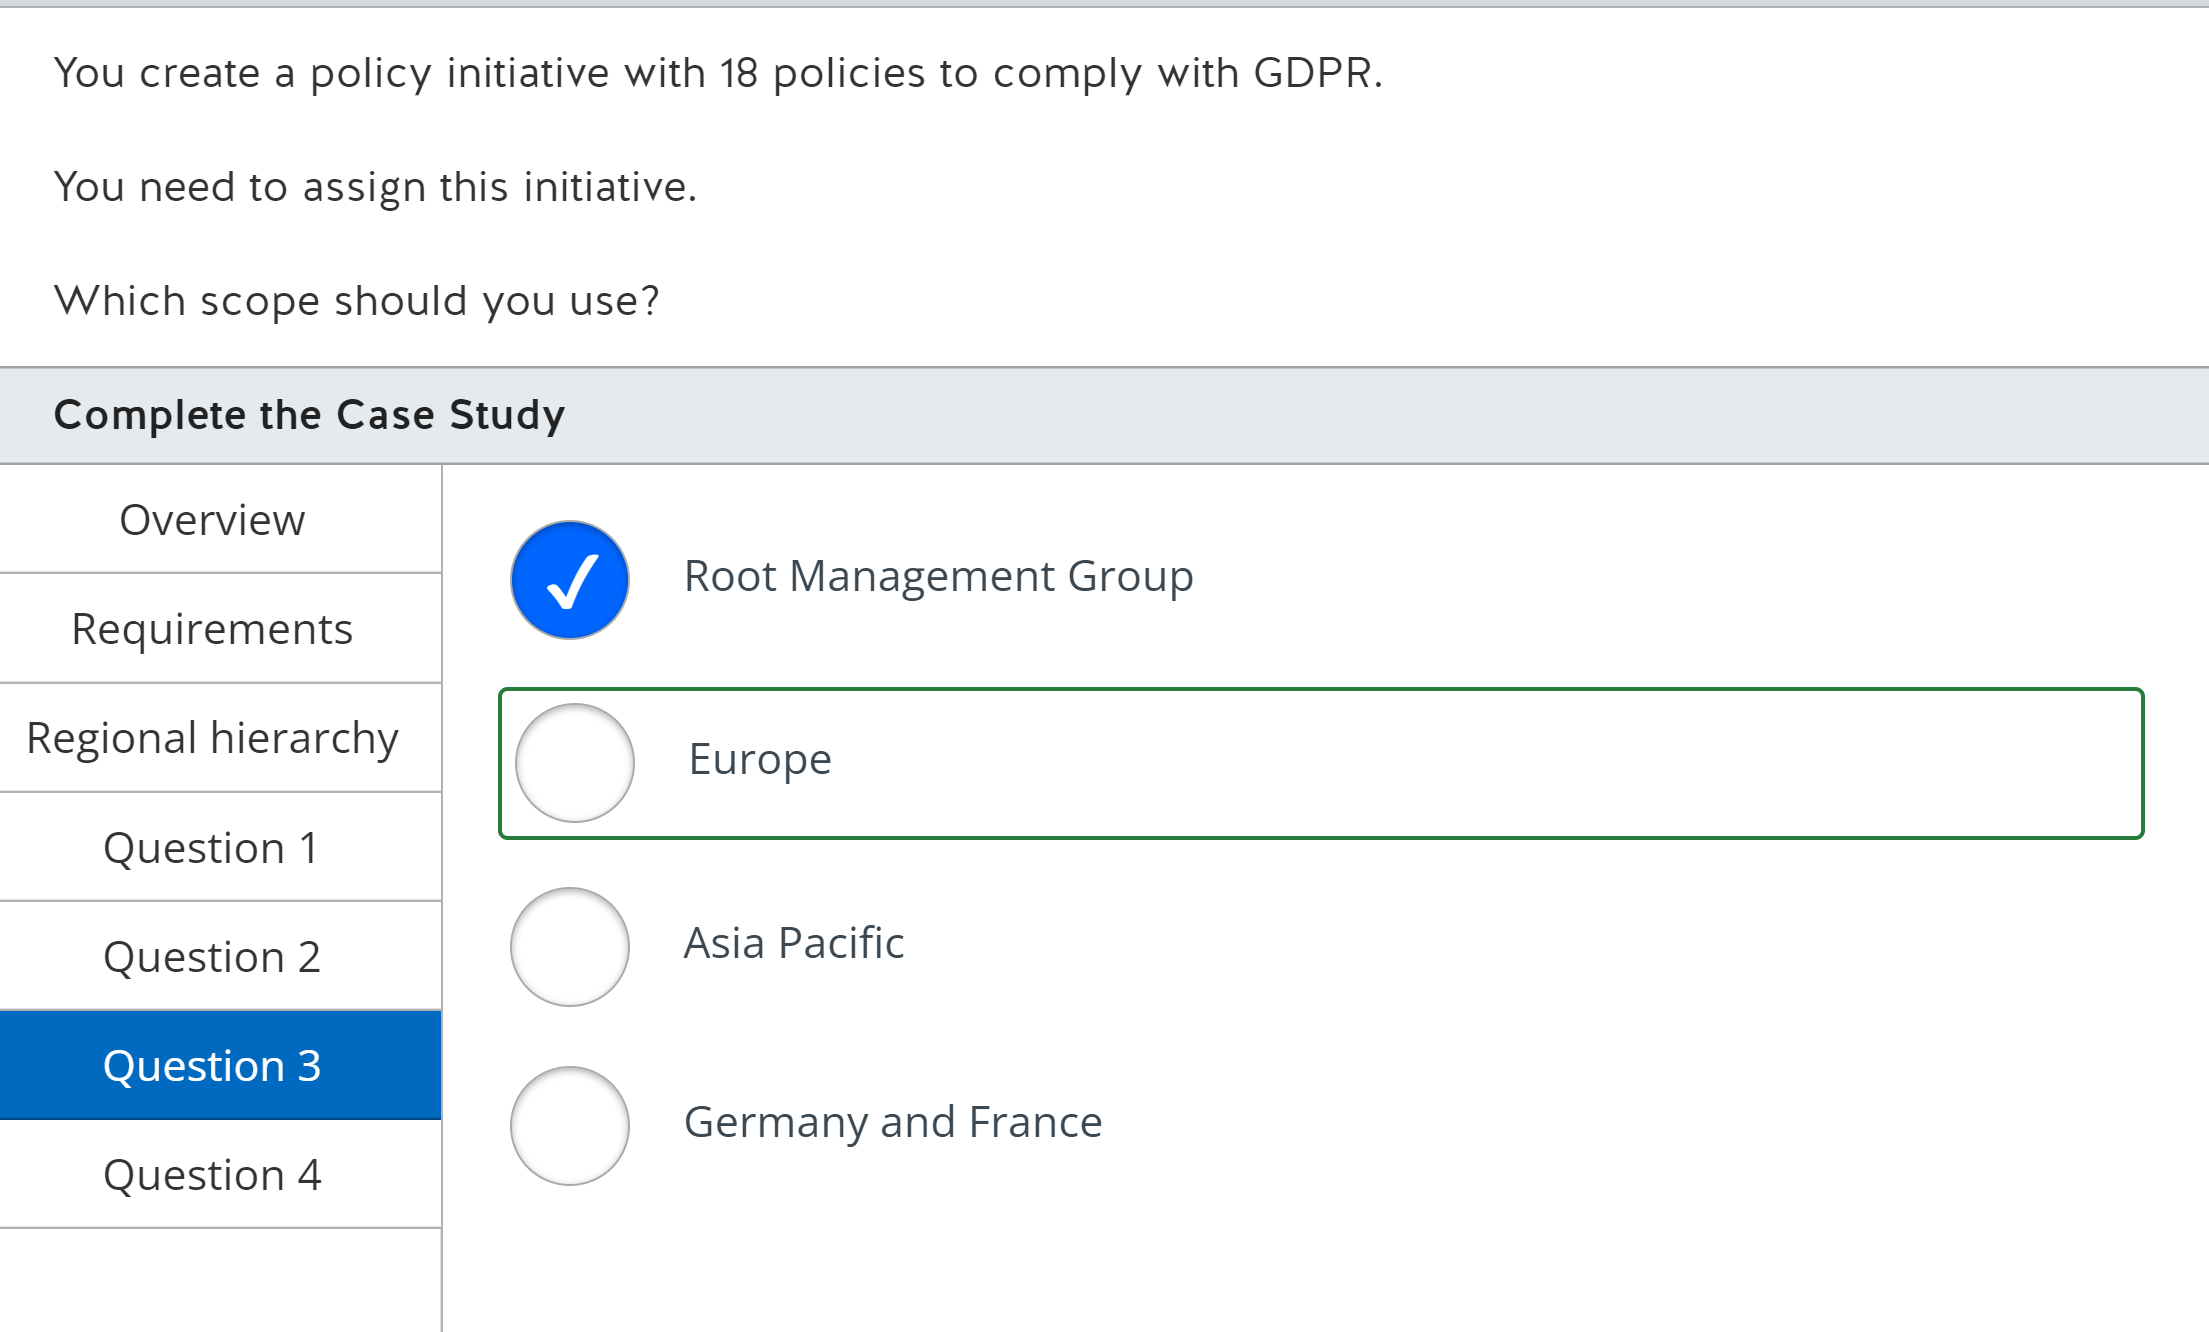 You create a policy initiative with 18 policies to comply with GDPR.
You need to assign this initiative.
Which scope should you use?
Complete the Case Study
Overview
Requirements
Regional hierarchy
Question 1
Question 2
Question 3
Question 4
Root Management Group
Europe
Asia Pacific
Germany and France